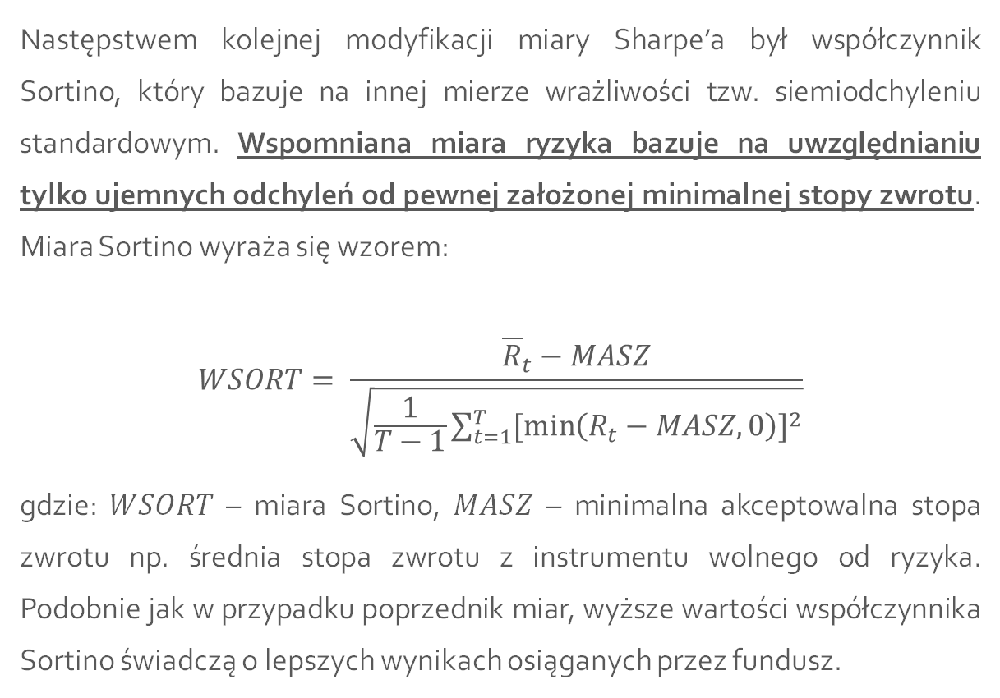 Następstwem kolejnej modyfikacji miary Sharpe’a był współczynnik
Sortino, który bazuje na innej mierze wrażliwości tzw. siemiodchyleniu
standardowym. Wspomniana miara ryzyka bazuje na uwzględnianiu
tylko ujemnych odchyleń od pewnej założonej minimalnej stopy zwrotu.
Miara Sortino wyraża się wzorem:
WSORT = \frac{\overline{R}_t − MASZ}{\sqrt{\frac{1}{T − 1}\sum_{t=1}^{T}[\min(R_t − MASZ, 0)]^2}}
gdzie: WSORT – miara Sortino, MASZ – minimalna akceptowalna stopa
zwrotu np. średnia stopa zwrotu z instrumentu wolnego od ryzyka.
Podobnie jak w przypadku poprzednik miar, wyższe wartości współczynnika
Sortino świadczą o lepszych wynikach osiąganych przez fundusz.